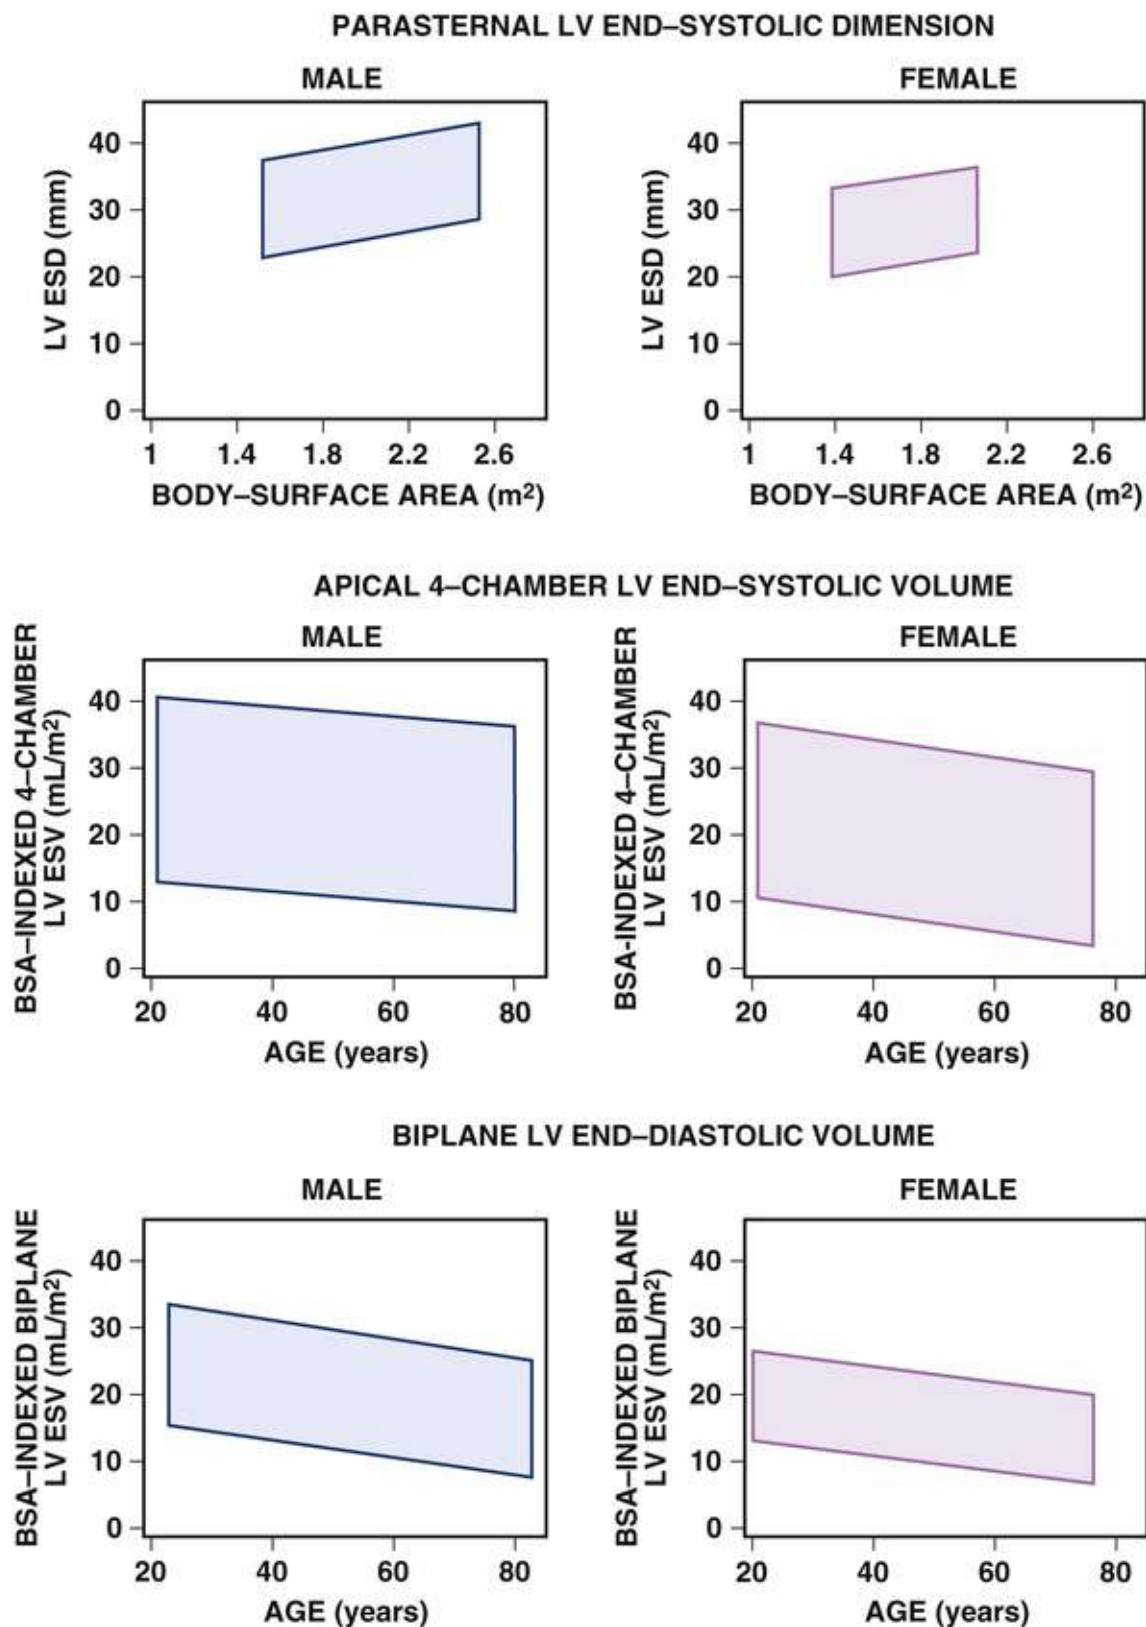 PARASTERNAL LV END–SYSTOLIC DIMENSION
MALE
LV ESD (mm)
40
30
20
10
0
1 1.4 1.8 2.2 2.6
BODY–SURFACE AREA (m²)
FEMALE
LV ESD (mm)
40
30
20
10
0
1 1.4 1.8 2.2 2.6
BODY–SURFACE AREA (m²)
APICAL 4–CHAMBER LV END–SYSTOLIC VOLUME
MALE
BSA–INDEXED 4–CHAMBER
LV ESV (mL/m²)
40
30
20
10
0
20 40 60 80
AGE (years)
FEMALE
BSA-INDEXED 4–CHAMBER
LV ESV (mL/m²)
40
30
20
10
0
20 40 60 80
AGE (years)
BIPLANE LV END–DIASTOLIC VOLUME
MALE
BSA–INDEXED BIPLANE
LV ESV (mL/m²)
40
30
20
10
0
20 40 60 80
AGE (years)
FEMALE
BSA–INDEXED BIPLANE
LV ESV (mL/m²)
40
30
20
10
0
20 40 60 80
AGE (years)